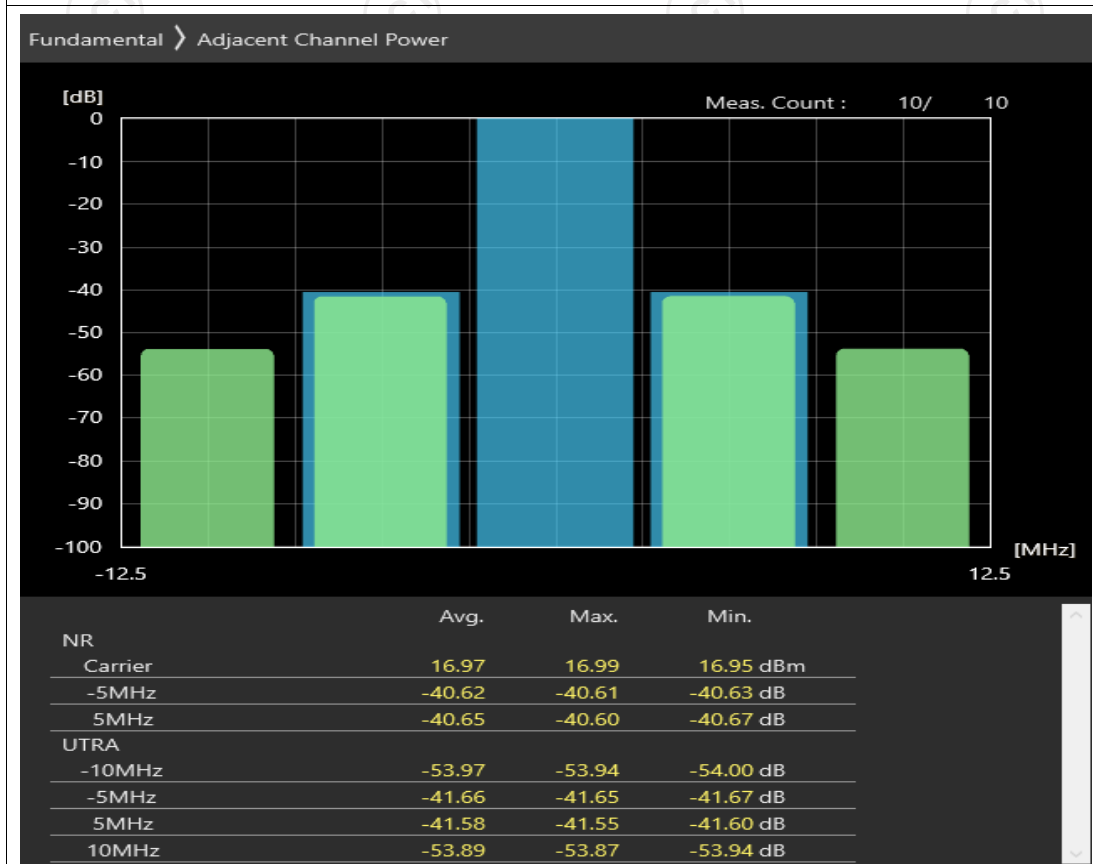 Fundamental ❯ Adjacent Channel Power
[dB]
Meas. Count : 10/ 10
0
-10
-20
-30
-40
-50
-60
-70
-80
-90
-100
[MHz]
-12.5 12.5
Avg. Max. Min.
NR
Carrier 16.97 16.99 16.95 dBm
-5MHz -40.62 -40.61 -40.63 dB
5MHz -40.65 -40.60 -40.67 dB
UTRA
-10MHz -53.97 -53.94 -54.00 dB
-5MHz -41.66 -41.65 -41.67 dB
5MHz -41.58 -41.55 -41.60 dB
10MHz -53.89 -53.87 -53.94 dB